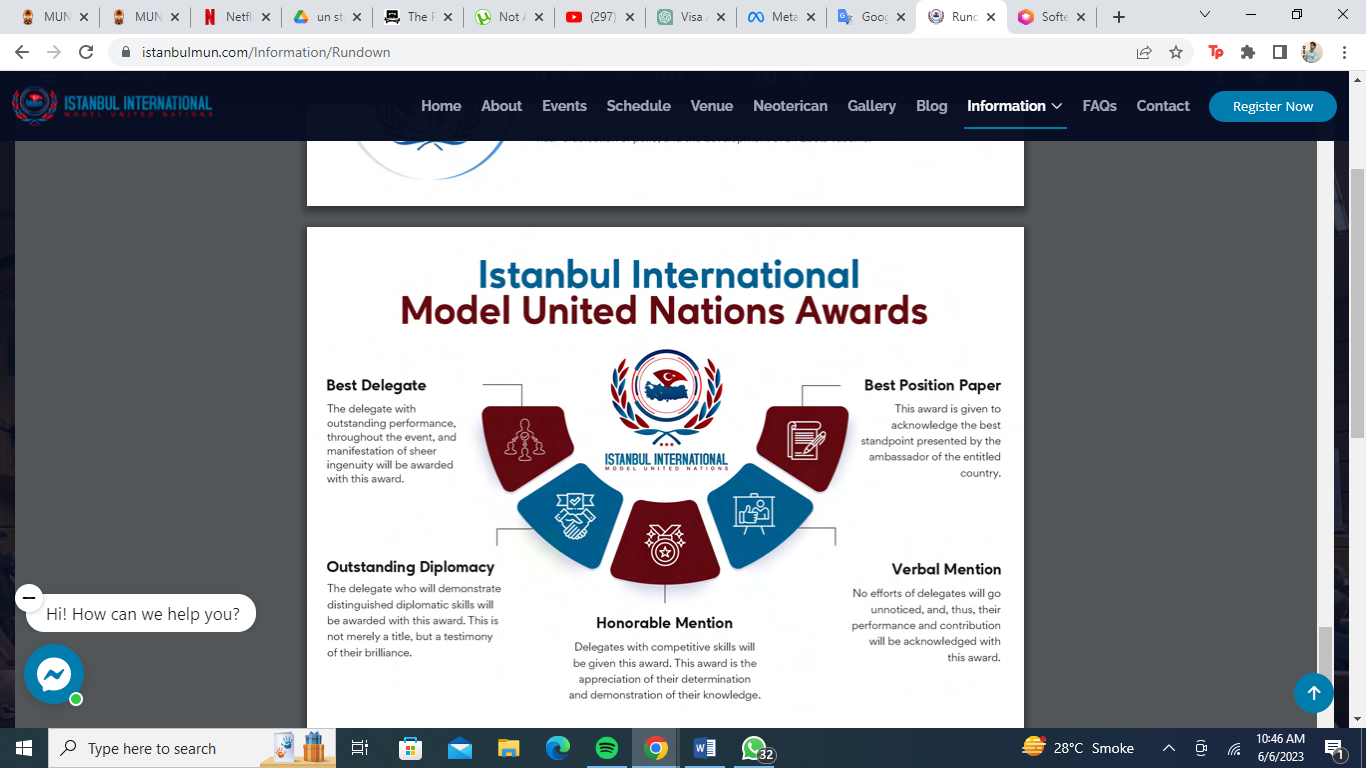 MUN
MUN
Netfl
un st
The F
Not A
(297)
Visa A
Meta
Goog
Runc
Softe
istanbulmun.com/Information/Rundown
ISTANBUL INTERNATIONAL
MODEL UNITED NATIONS
Home About Events Schedule Venue Neoterican Gallery Blog Information FAQs Contact Register Now
Istanbul International
Model United Nations Awards
Best Delegate
The delegate with
outstanding performance,
throughout the event, and
manifestation of sheer
ingenuity will be awarded
with this award.
ISTANBUL INTERNATIONAL
MODEL UNITED NATIONS
Best Position Paper
This award is given to
acknowledge the best
standpoint presented by the
ambassador of the entitled
country.
Outstanding Diplomacy
The delegate who will demonstrate
distinguished diplomatic skills will
be awarded with this award. This is
not merely a title, but a testimony
of their brilliance.
Honorable Mention
Delegates with competitive skills will
be given this award. This award is the
appreciation of their determination
and demonstration of their knowledge.
Verbal Mention
No efforts of delegates will go
unnoticed, and, thus, their
performance and contribution
will be acknowledged with
this award.
Hi! How can we help you?
Type here to search
32
28°C Smoke
10:46 AM
6/6/2023
1